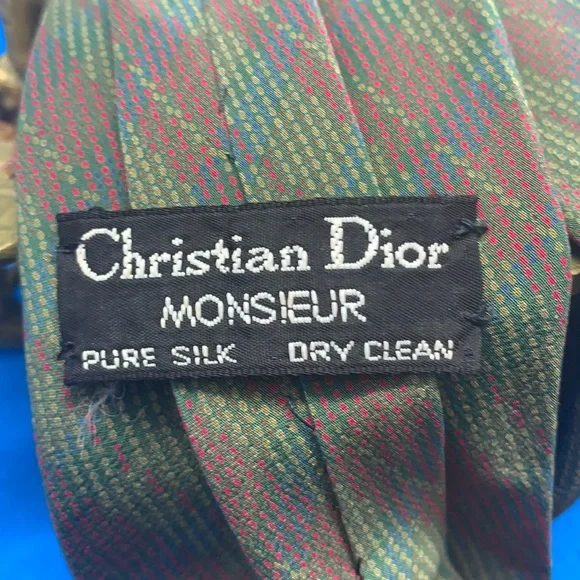 Christian Dior
MONSIEUR
PURE SILK DRY CLEAN